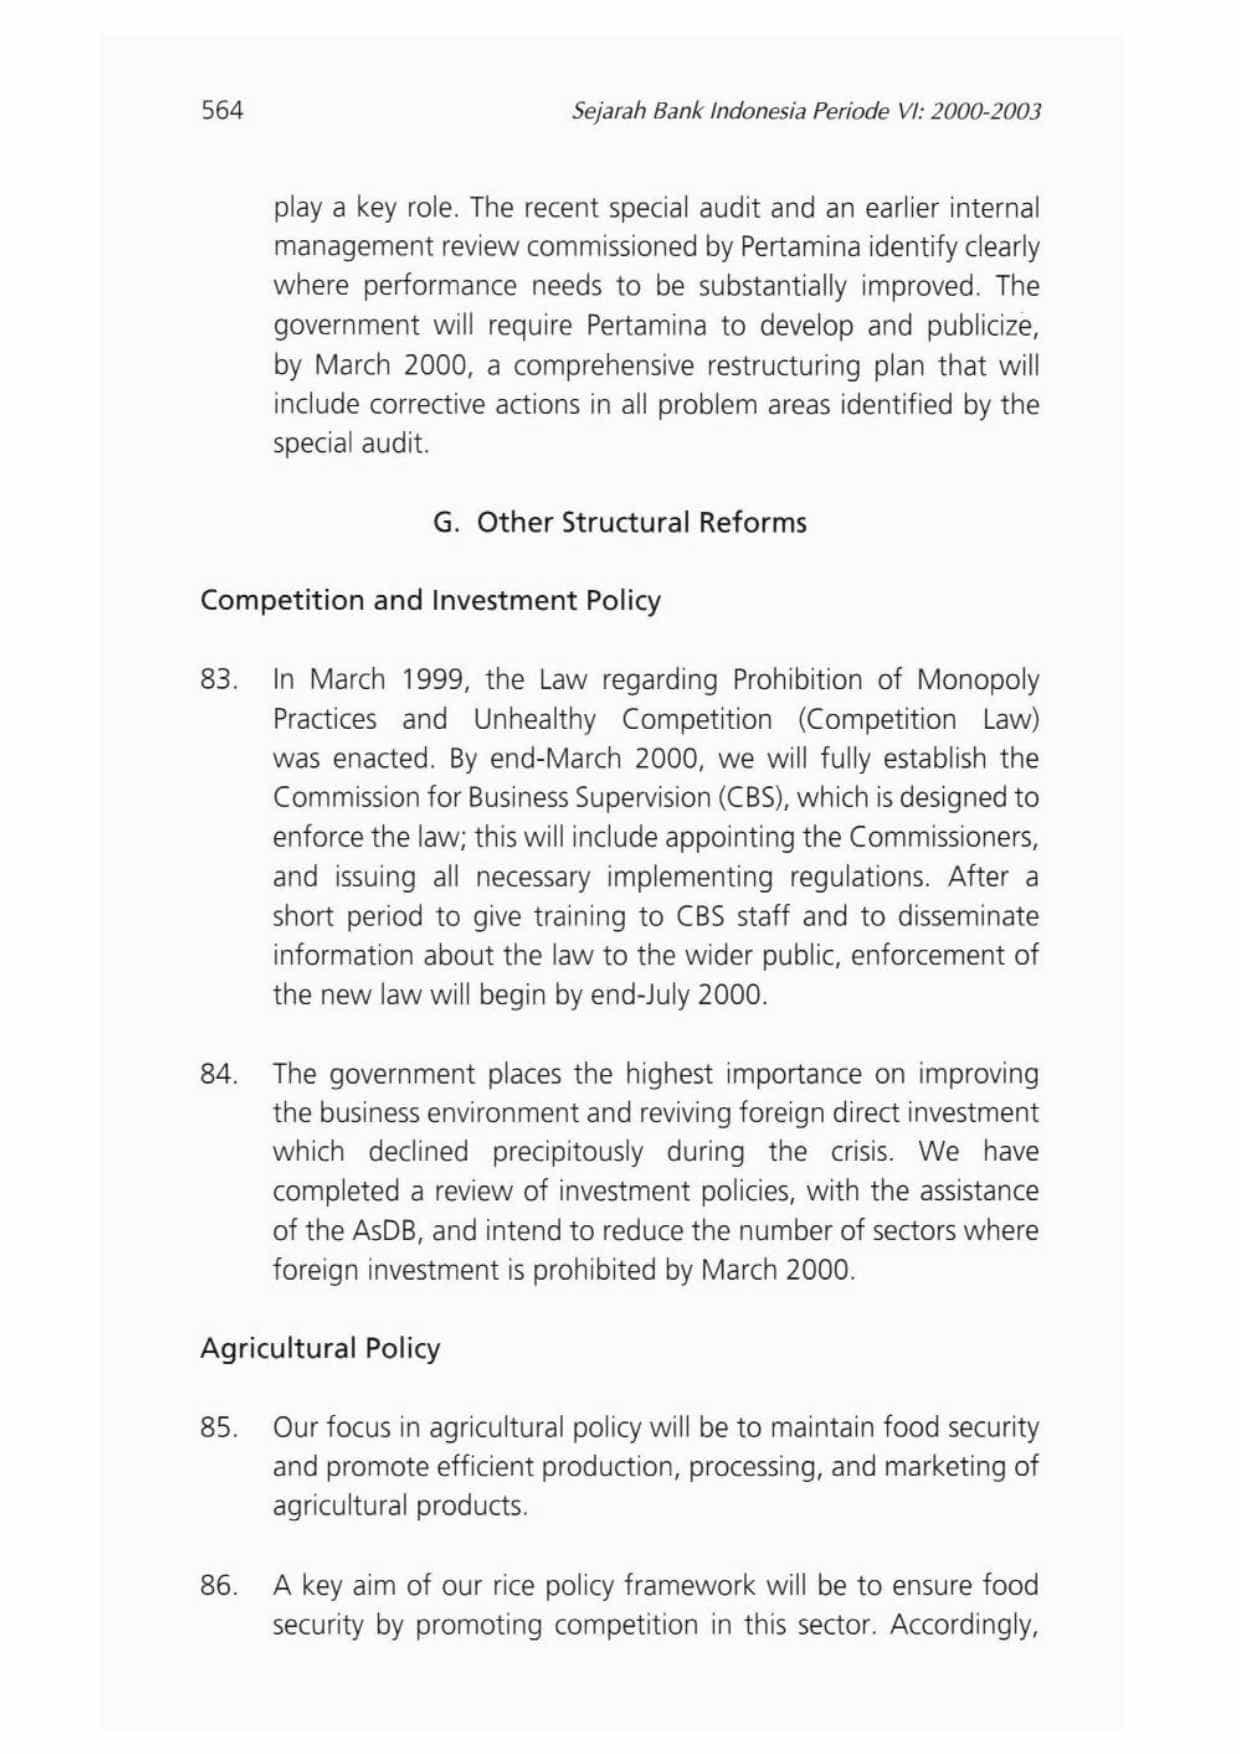 564 Sejarah Bank Indonesia Periode VI: 2000-2003
play a key role. The recent special audit and an earlier internal
management review commissioned by Pertamina identify clearly
where performance needs to be substantially improved. The
government will require Pertamina to develop and publicize,
by March 2000, a comprehensive restructuring plan that will
include corrective actions in all problem areas identified by the
special audit.
G. Other Structural Reforms
Competition and Investment Policy
83. In March 1999, the Law regarding Prohibition of Monopoly
Practices and Unhealthy Competition (Competition Law)
was enacted. By end-March 2000, we will fully establish the
Commission for Business Supervision (CBS), which is designed to
enforce the law; this will include appointing the Commissioners,
and issuing all necessary implementing regulations. After a
short period to give training to CBS staff and to disseminate
information about the law to the wider public, enforcement of
the new law will begin by end-July 2000.
84. The government places the highest importance on improving
the business environment and reviving foreign direct investment
which declined precipitously during the crisis. We have
completed a review of investment policies, with the assistance
of the AsDB, and intend to reduce the number of sectors where
foreign investment is prohibited by March 2000.
Agricultural Policy
85. Our focus in agricultural policy will be to maintain food security
and promote efficient production, processing, and marketing of
agricultural products.
86. A key aim of our rice policy framework will be to ensure food
security by promoting competition in this sector. Accordingly,